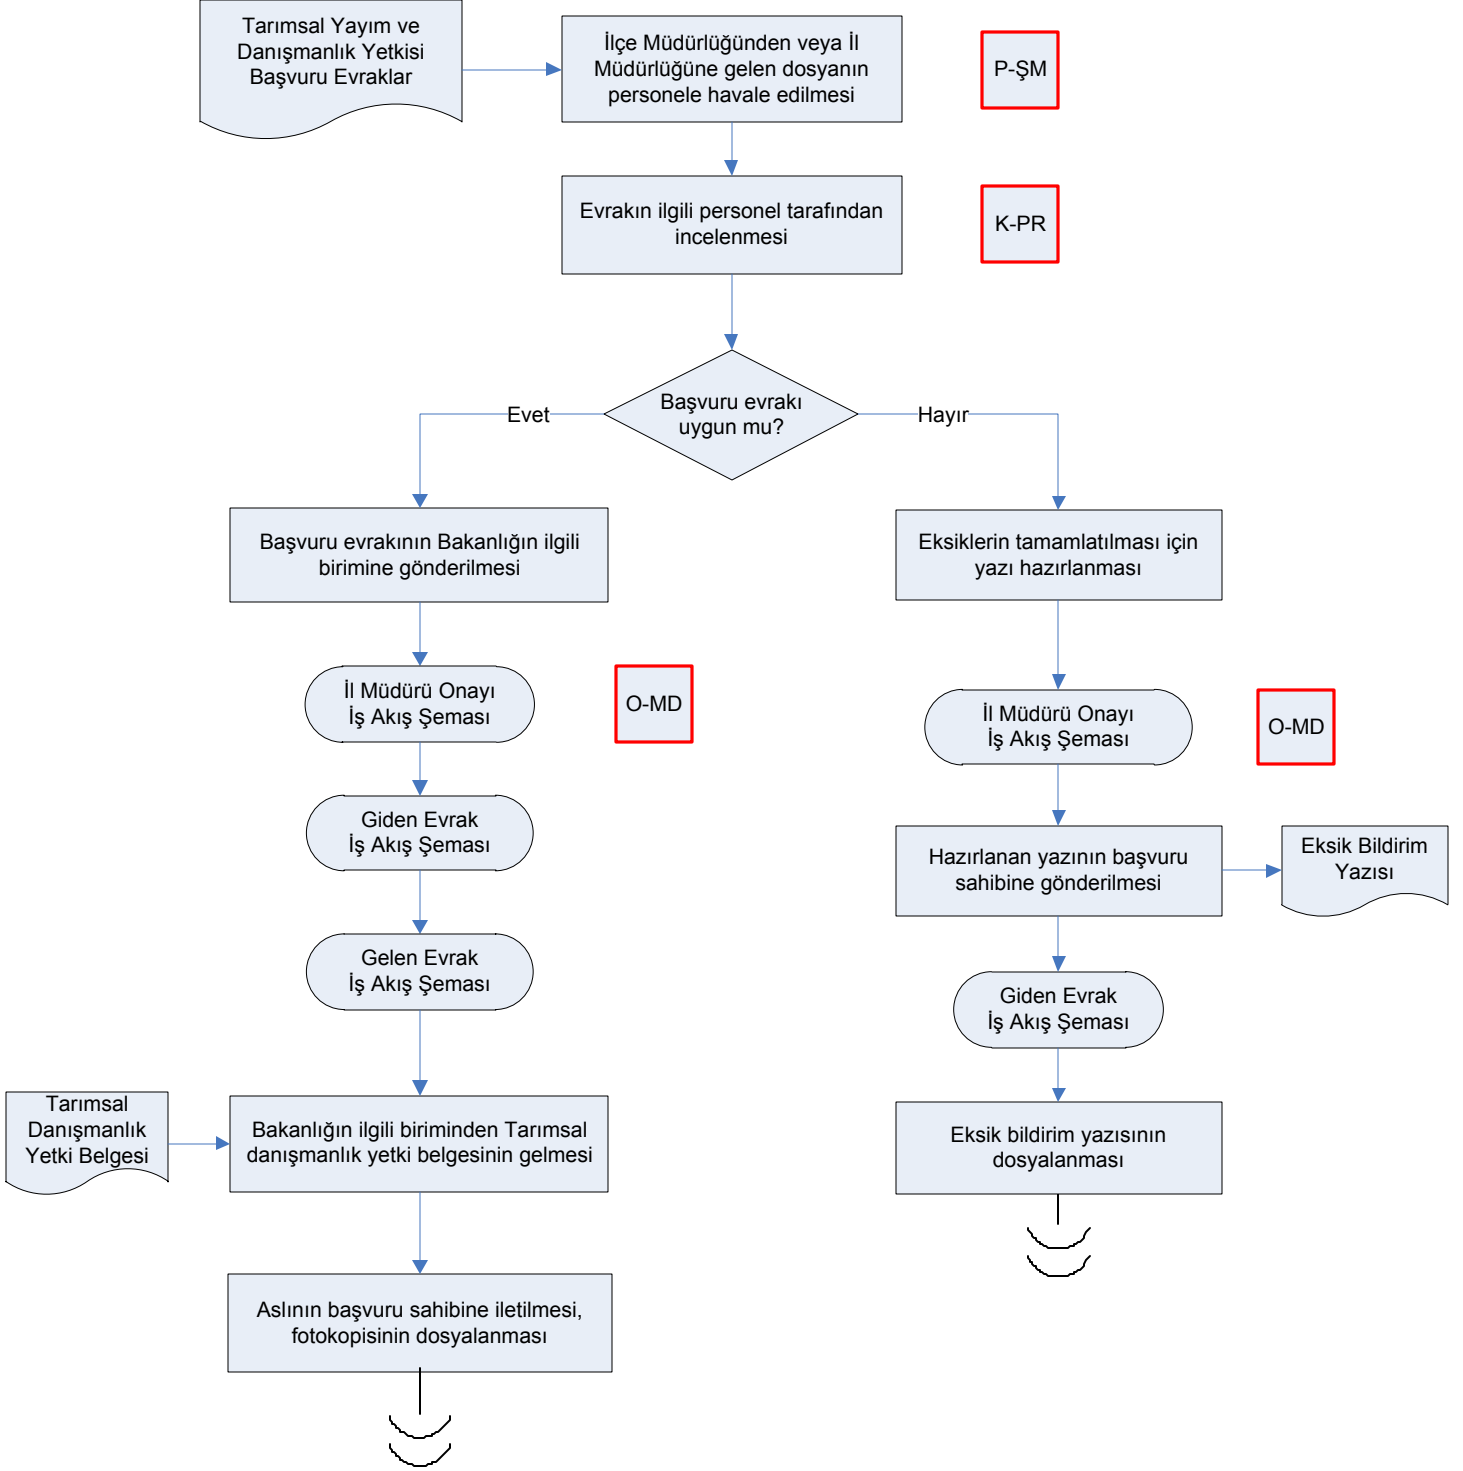 Tarımsal Yayım ve
Danışmanlık Yetkisi
Başvuru Evraklar
İlçe Müdürlüğünden veya İl
Müdürlüğüne gelen dosyanın
personele havale edilmesi
P-ŞM
Evrakın ilgili personel tarafından
incelenmesi
K-PR
Başvuru evrakı
uygun mu?
Evet
Hayır
Başvuru evrakının Bakanlığın ilgili
birimine gönderilmesi
Eksiklerin tamamlatılması için
yazı hazırlanması
İl Müdürü Onayı
İş Akış Şeması
O-MD
İl Müdürü Onayı
İş Akış Şeması
O-MD
Giden Evrak
İş Akış Şeması
Hazırlanan yazının başvuru
sahibine gönderilmesi
Eksik Bildirim
Yazısı
Gelen Evrak
İş Akış Şeması
Giden Evrak
İş Akış Şeması
Tarımsal
Danışmanlık
Yetki Belgesi
Bakanlığın ilgili biriminden Tarımsal
danışmanlık yetki belgesinin gelmesi
Eksik bildirim yazısının
dosyalanması
Aslının başvuru sahibine iletilmesi,
fotokopisinin dosyalanması